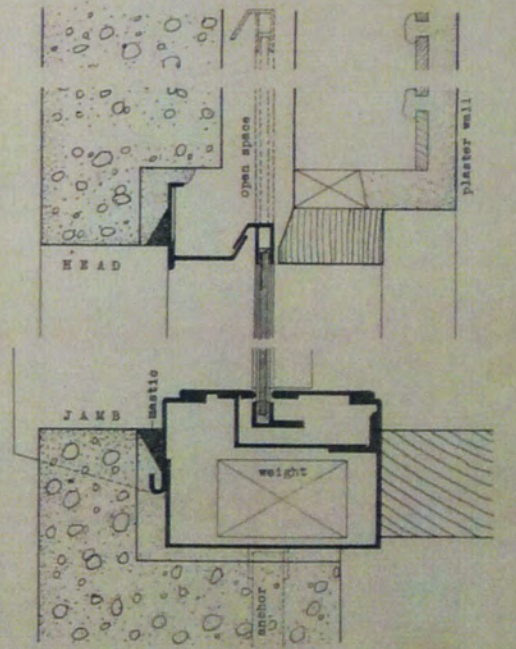 open space
plaster wall
HEAD
JAMB
mastic
weight
anchor